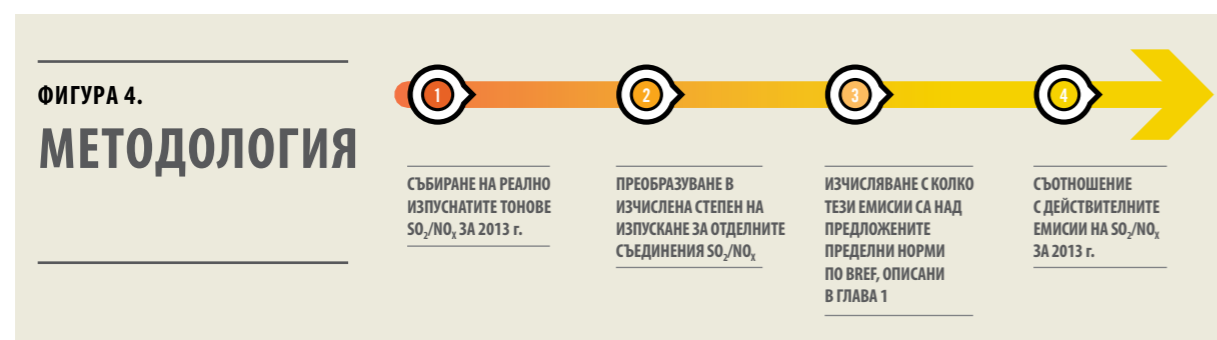 ФИГУРА 4.
МЕТОДОЛОГИЯ
1
СЪБИРАНЕ НА РЕАЛНО
ИЗПУСНАТИТЕ ТОНОВЕ
SO₂/NOₓ ЗА 2013 г.
2
ПРЕОБРАЗУВАНЕ В
ИЗЧИСЛЕНА СТЕПЕН НА
ИЗПУСКАНЕ ЗА ОТДЕЛНИТЕ
СЪЕДИНЕНИЯ SO₂/NOₓ
3
ИЗЧИСЛЯВАНЕ С КОЛКО
ТЕЗИ ЕМИСИИ СА НАД
ПРЕДЛОЖЕНИТЕ
ПРЕДЕЛНИ НОРМИ
ПО BREF, ОПИСАНИ
В ГЛАВА 1
4
СЪОТНОШЕНИЕ
С ДЕЙСТВИТЕЛНИТЕ
ЕМИСИИ НА SO₂/NOₓ
ЗА 2013 г.